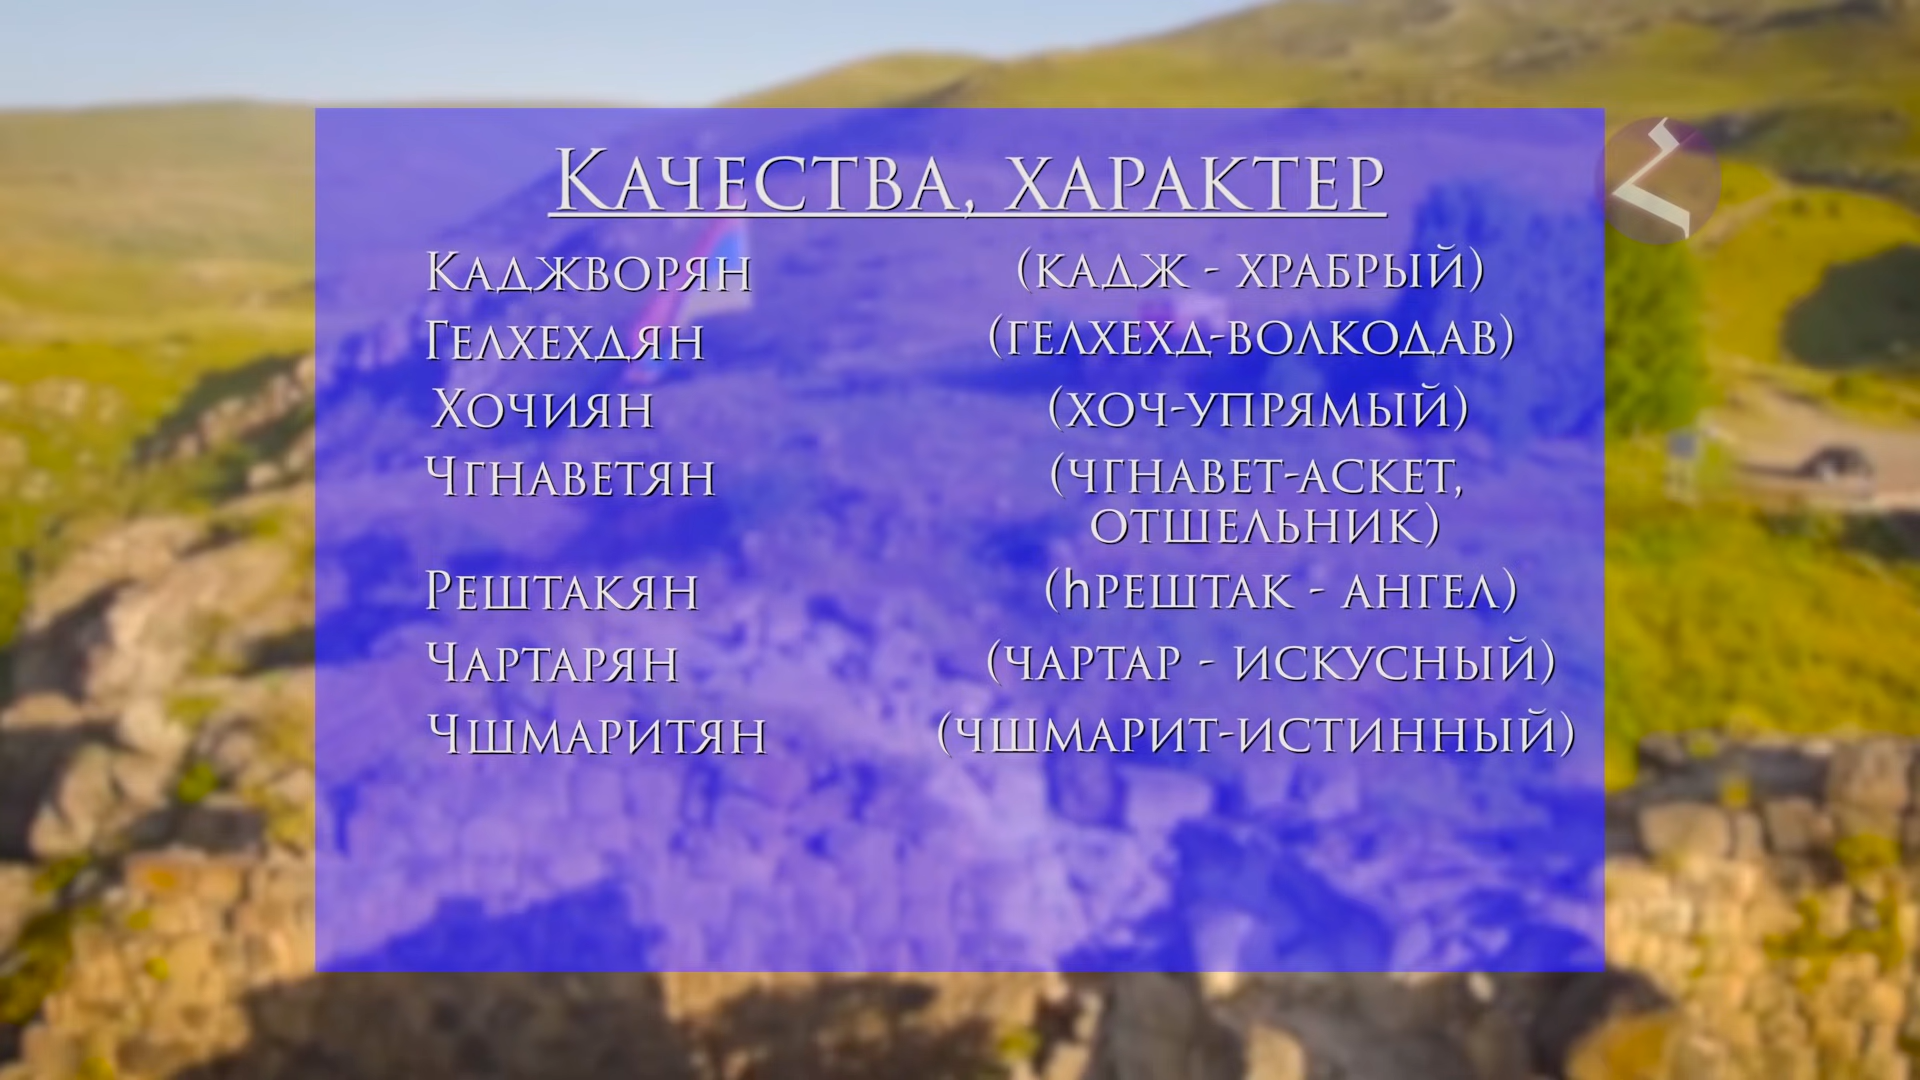 Качества, характер
Каджворян (кадж - храбрый)
Гелхехдян (гелхехд-волкодав)
Хочиян (хоч-упрямый)
Чгнаветян (чгнавет-аскет,
отшельник)
Рештакян (hрештак - ангел)
Чартарян (чартар - искусный)
Чшмаритян (чшмарит-истинный)